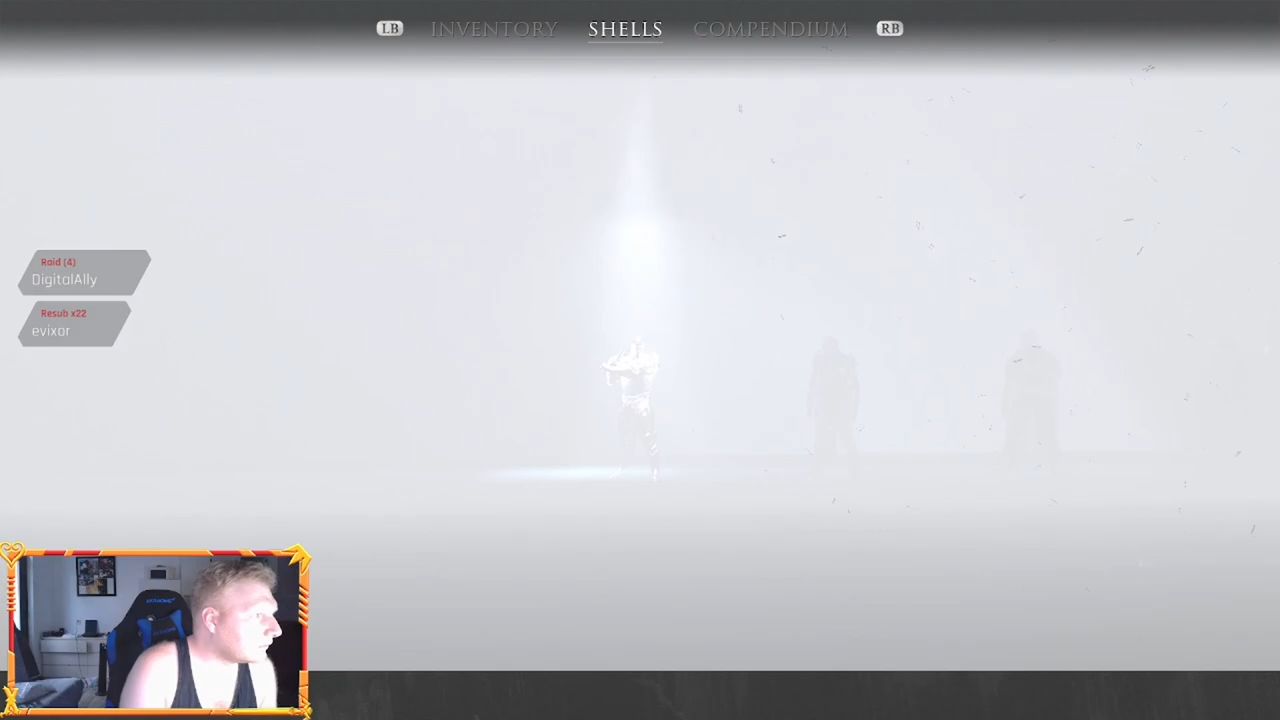 LB INVENTORY SHELLS COMPENDIUM RB
Raid (4)
DigitalAlly
Resub x22
evixor